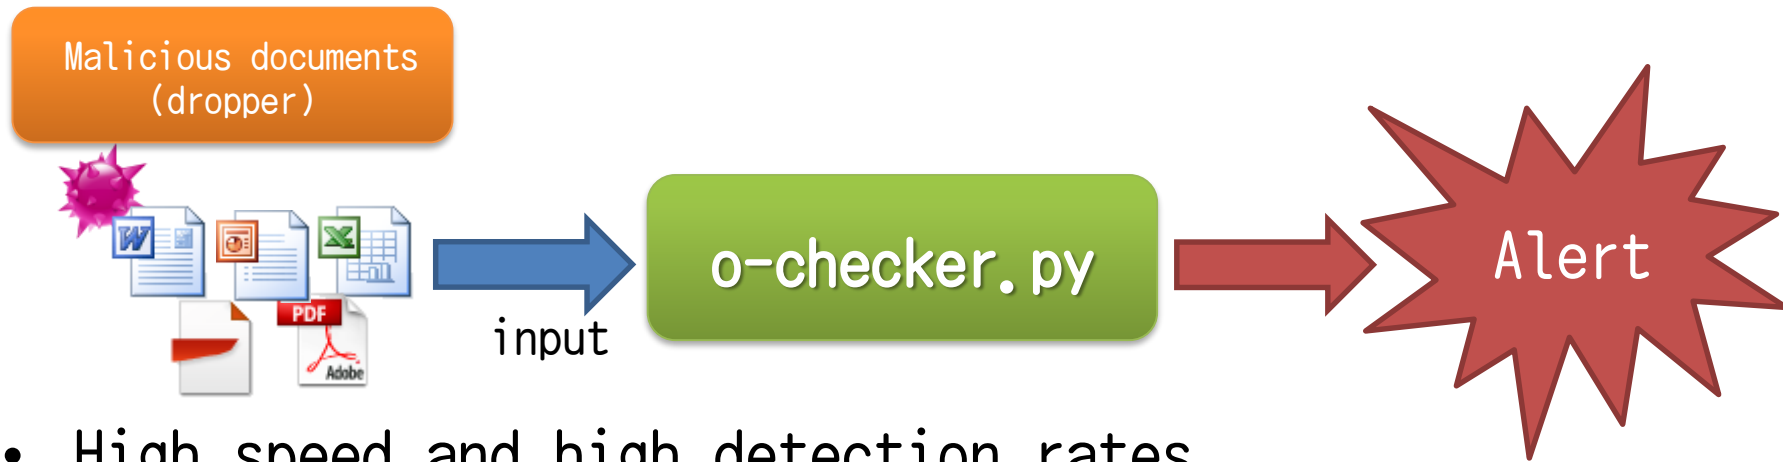 Malicious documents
(dropper)
W
X
PDF
Adobe
input
o-checker.py
Alert
• High speed and high detection rates